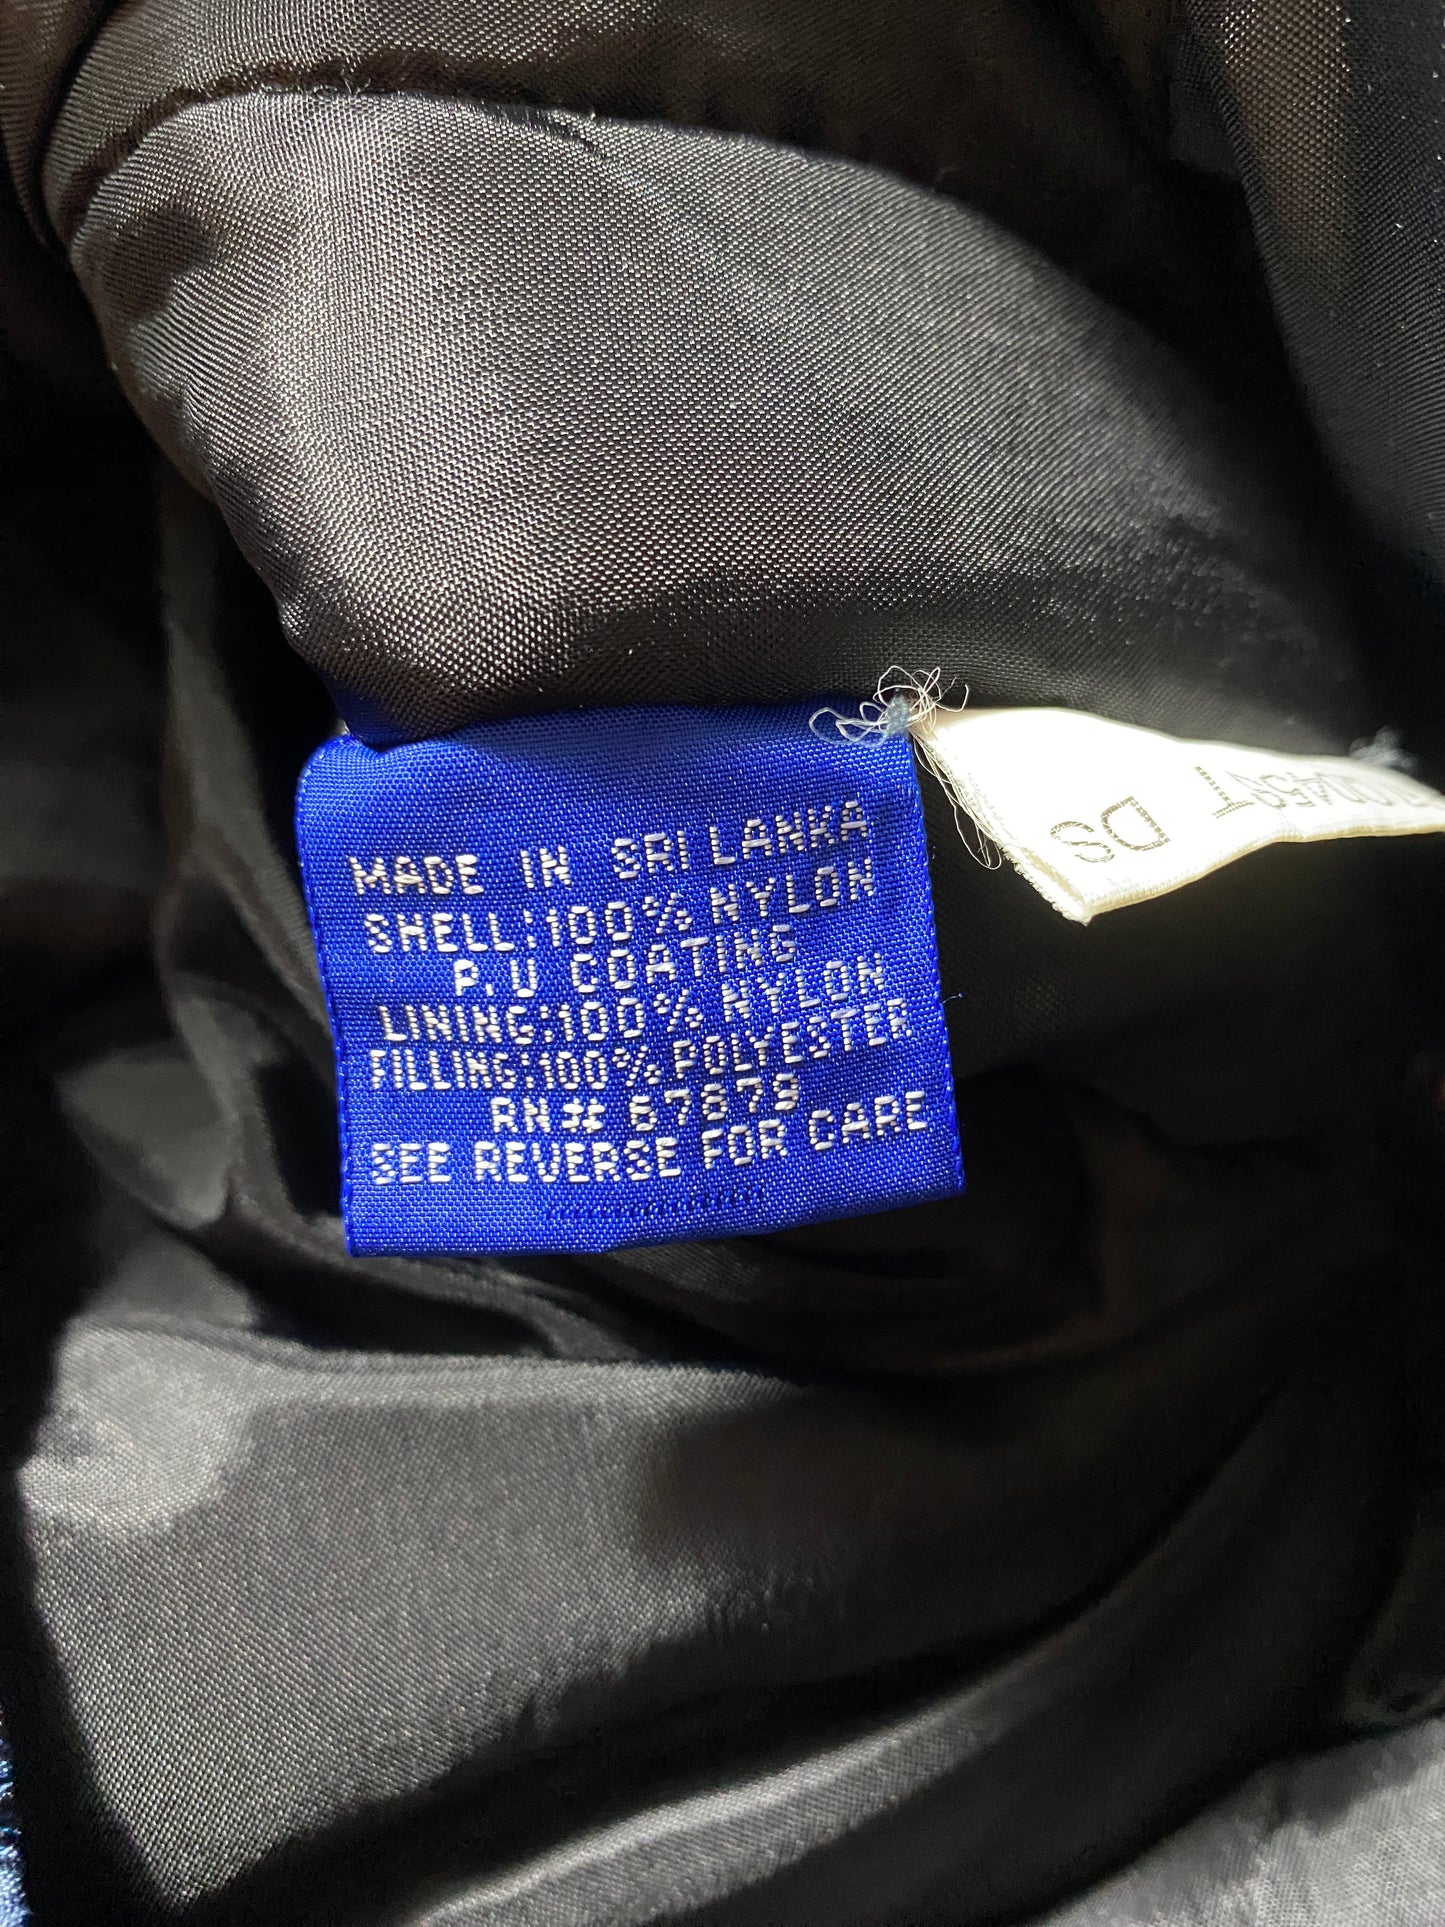 MADE IN SRI LANKA
SHELL:100% NYLON
P.U COATING
LINING:100% NYLON
FILLING:100% POLYESTER
RN# 67879
SEE REVERSE FOR CARE
DS